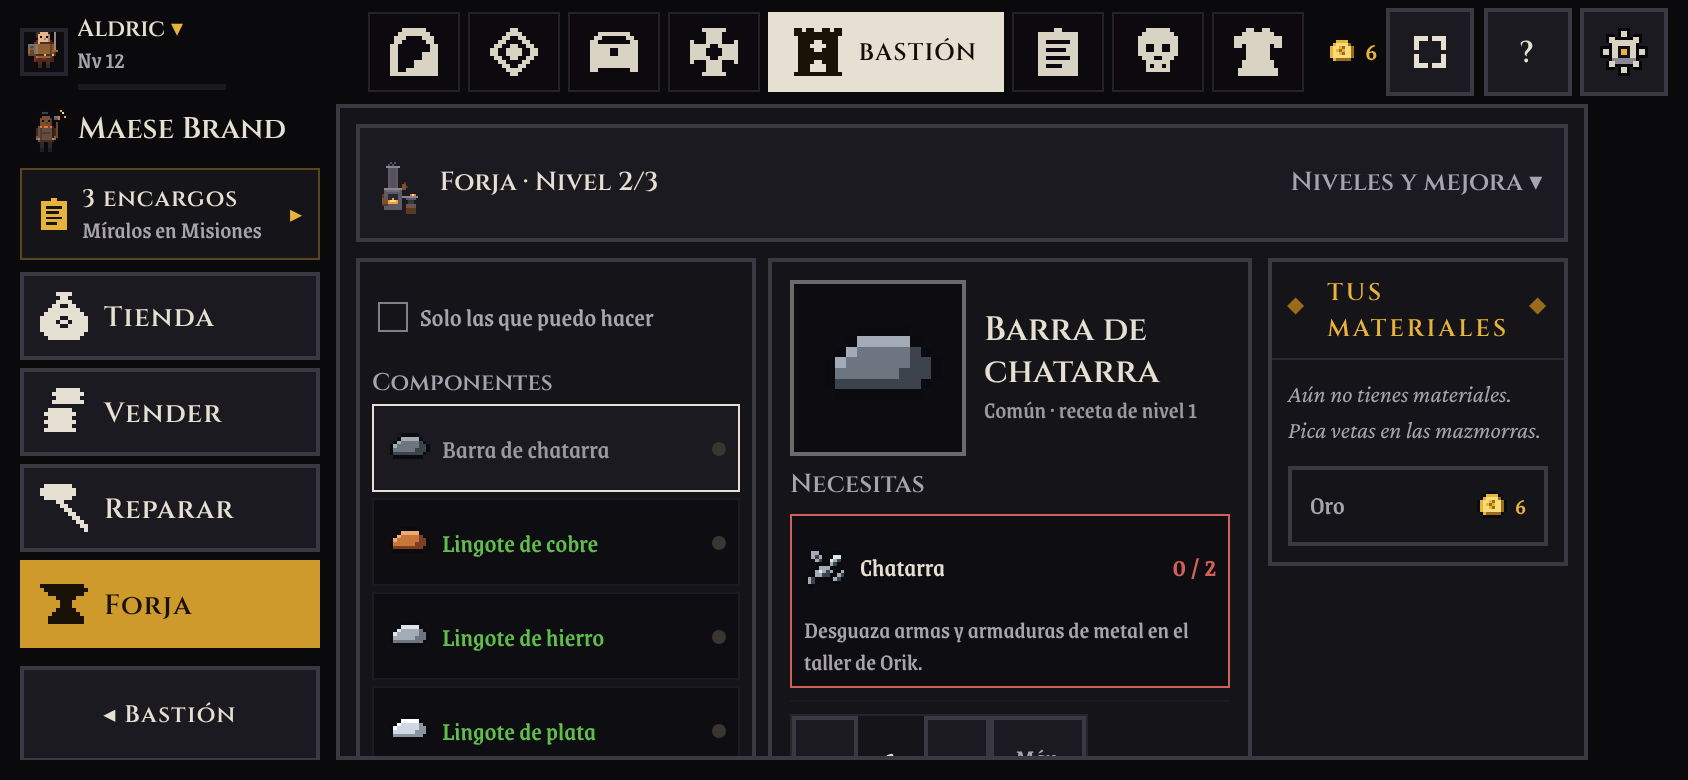 Aldric ▼
Nv 12
Bastión
6
?
Maese Brand
3 encargos
Míralos en Misiones
Tienda
Vender
Reparar
Forja
◂ Bastión
Forja · Nivel 2/3
Niveles y mejora ▾
Solo las que puedo hacer
Componentes
Barra de chatarra
Lingote de cobre
Lingote de hierro
Lingote de plata
Barra de
chatarra
Común · receta de nivel 1
Necesitas
Chatarra
0 / 2
Desguaza armas y armaduras de metal en el
taller de Orik.
TUS
MATERIALES
Aún no tienes materiales.
Pica vetas en las mazmorras.
Oro
6